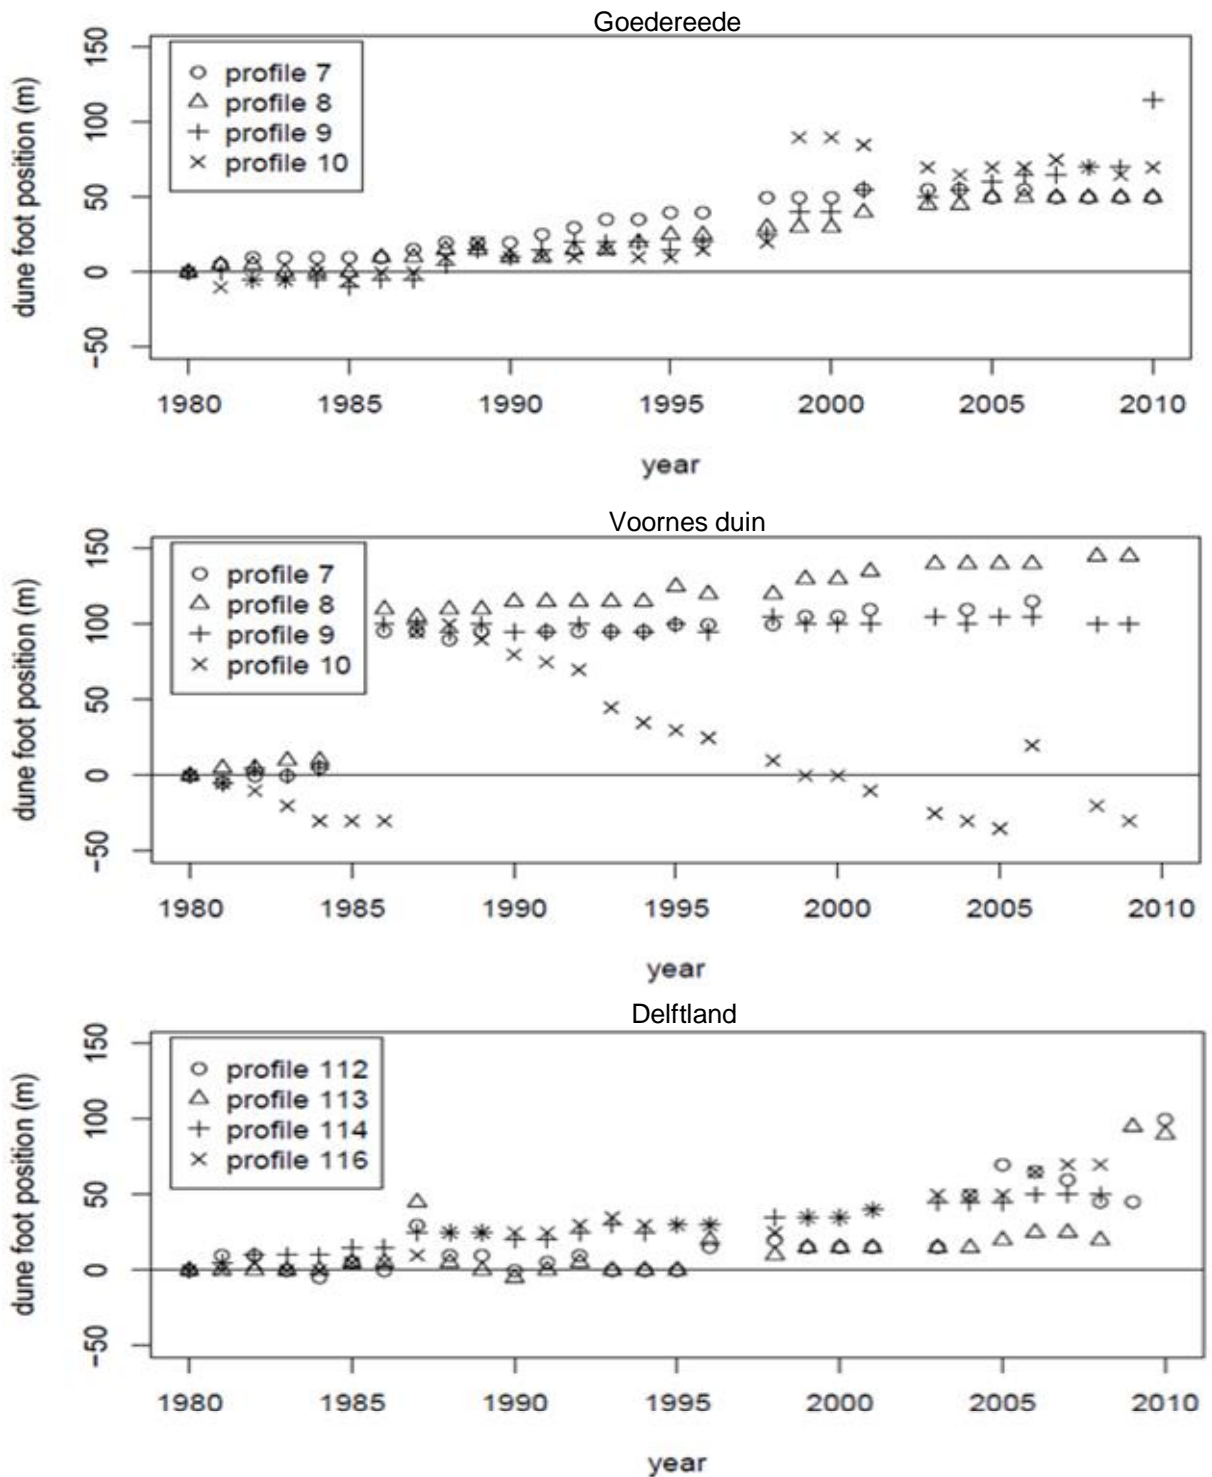 Goedereede
dune foot position (m)
150
100
50
0
−50
profile 7
profile 8
profile 9
profile 10
1980 1985 1990 1995 2000 2005 2010
year
Voornes duin
dune foot position (m)
150
100
50
0
−50
profile 7
profile 8
profile 9
profile 10
1980 1985 1990 1995 2000 2005 2010
year
Delftland
dune foot position (m)
150
100
50
0
−50
profile 112
profile 113
profile 114
profile 116
1980 1985 1990 1995 2000 2005 2010
year